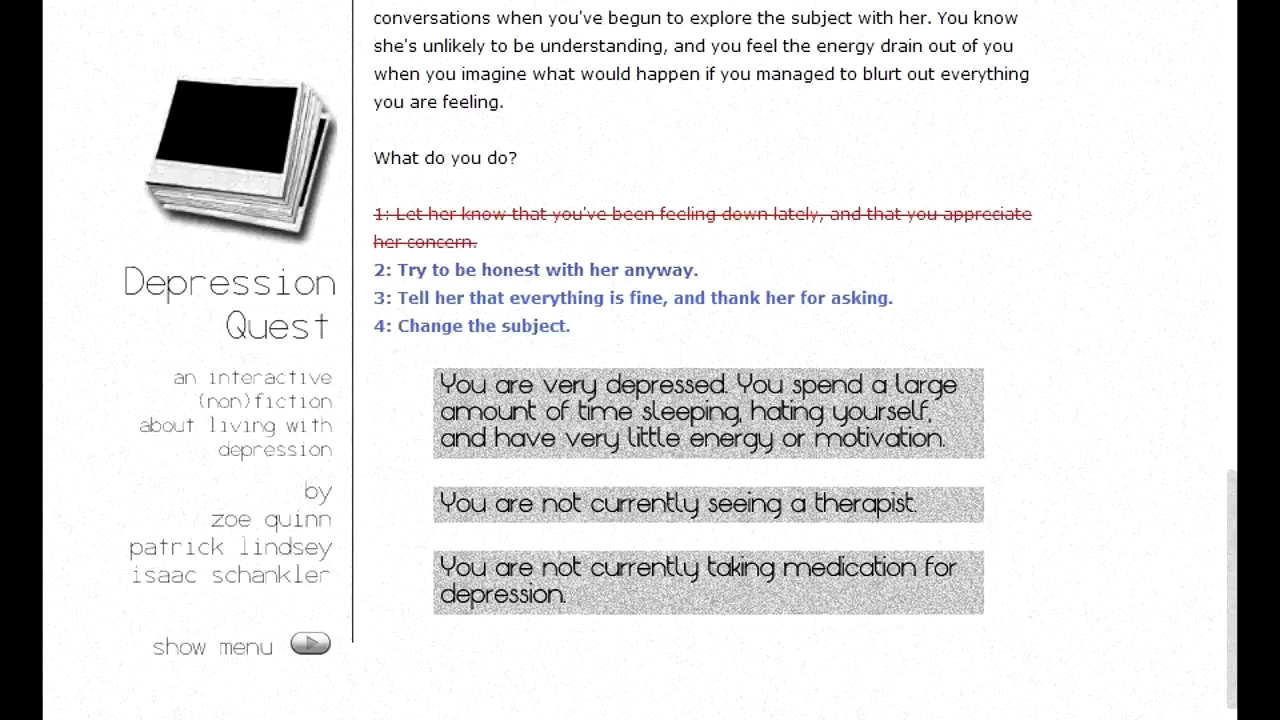 conversations when you've begun to explore the subject with her. You know
she's unlikely to be understanding, and you feel the energy drain out of you
when you imagine what would happen if you managed to blurt out everything
you are feeling.
What do you do?
1: Let her know that you've been feeling down lately, and that you appreciate
her concern.
2: Try to be honest with her anyway.
3: Tell her that everything is fine, and thank her for asking.
4: Change the subject.
You are very depressed. You spend a large
amount of time sleeping, hating yourself,
and have very little energy or motivation.
You are not currently seeing a therapist.
You are not currently taking medication for
depression.
Depression
Quest
an interactive
(non)fiction
about living with
depression
by
zoe quinn
patrick lindsey
isaac schankler
show menu